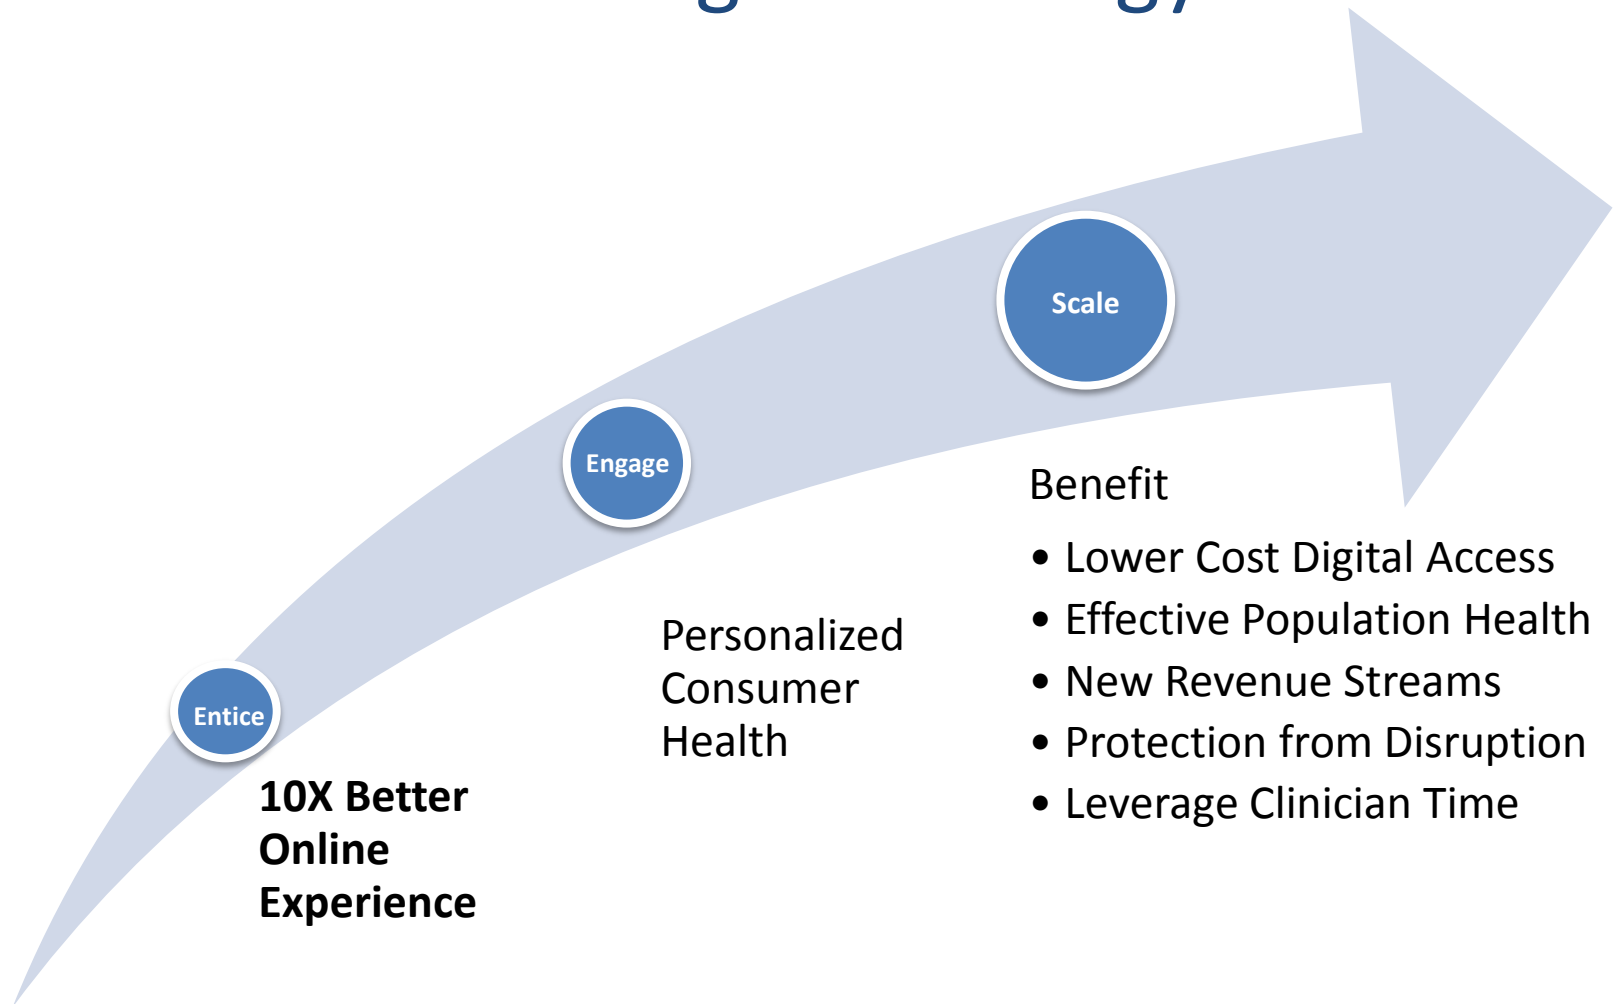 Entice
10X Better
Online
Experience
Engage
Personalized
Consumer
Health
Scale
Benefit
• Lower Cost Digital Access
• Effective Population Health
• New Revenue Streams
• Protection from Disruption
• Leverage Clinician Time